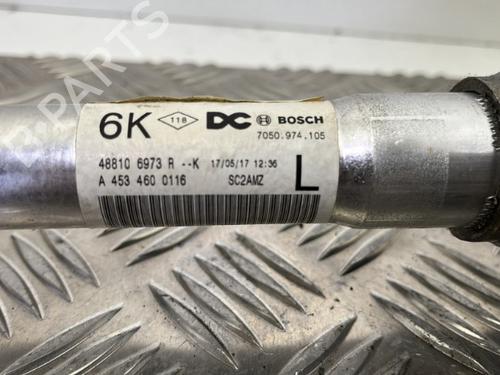 6K 118 DC BOSCH
7050.974.105
48810 6973 R --K 17/05/17 12:36
A 453 460 0116 SC2AMZ L
B-PARTS